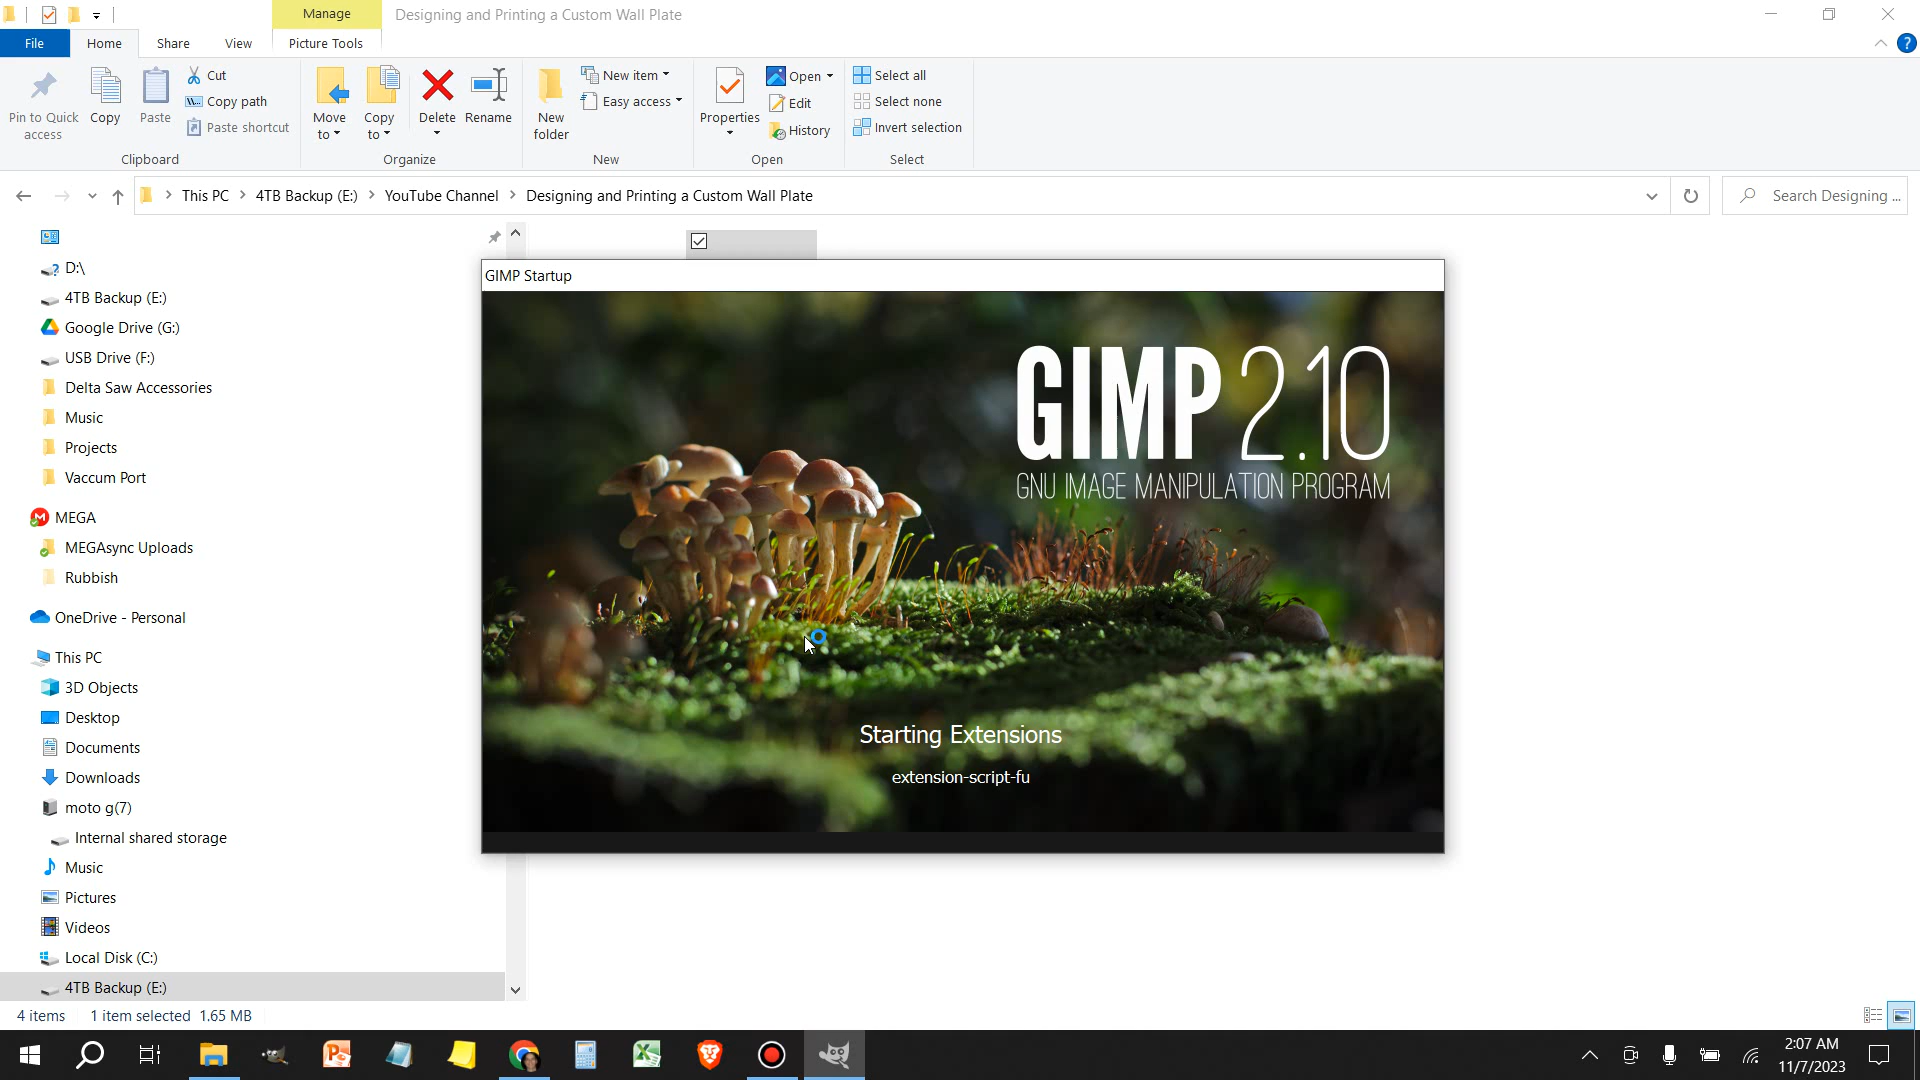 Manage
Designing and Printing a Custom Wall Plate
File
Home
Share
View
Picture Tools
Pin to Quick
access
Copy
Paste
Cut
Copy path
Paste shortcut
Clipboard
Move
to
Copy
to
Delete
Rename
Organize
New
folder
New item
Easy access
New
Properties
Open
Edit
History
Open
Select all
Select none
Invert selection
Select
This PC
4TB Backup (E:)
YouTube Channel
Designing and Printing a Custom Wall Plate
Search Designing ...
D:\
4TB Backup (E:)
Google Drive (G:)
USB Drive (F:)
Delta Saw Accessories
Music
Projects
Vaccum Port
MEGA
MEGAsync Uploads
Rubbish
OneDrive - Personal
This PC
3D Objects
Desktop
Documents
Downloads
moto g(7)
Internal shared storage
Music
Pictures
Videos
Local Disk (C:)
4TB Backup (E:)
GIMP Startup
GIMP 2.10
GNU IMAGE MANIPULATION PROGRAM
Starting Extensions
extension-script-fu
4 items
1 item selected 1.65 MB
2:07 AM
11/7/2023